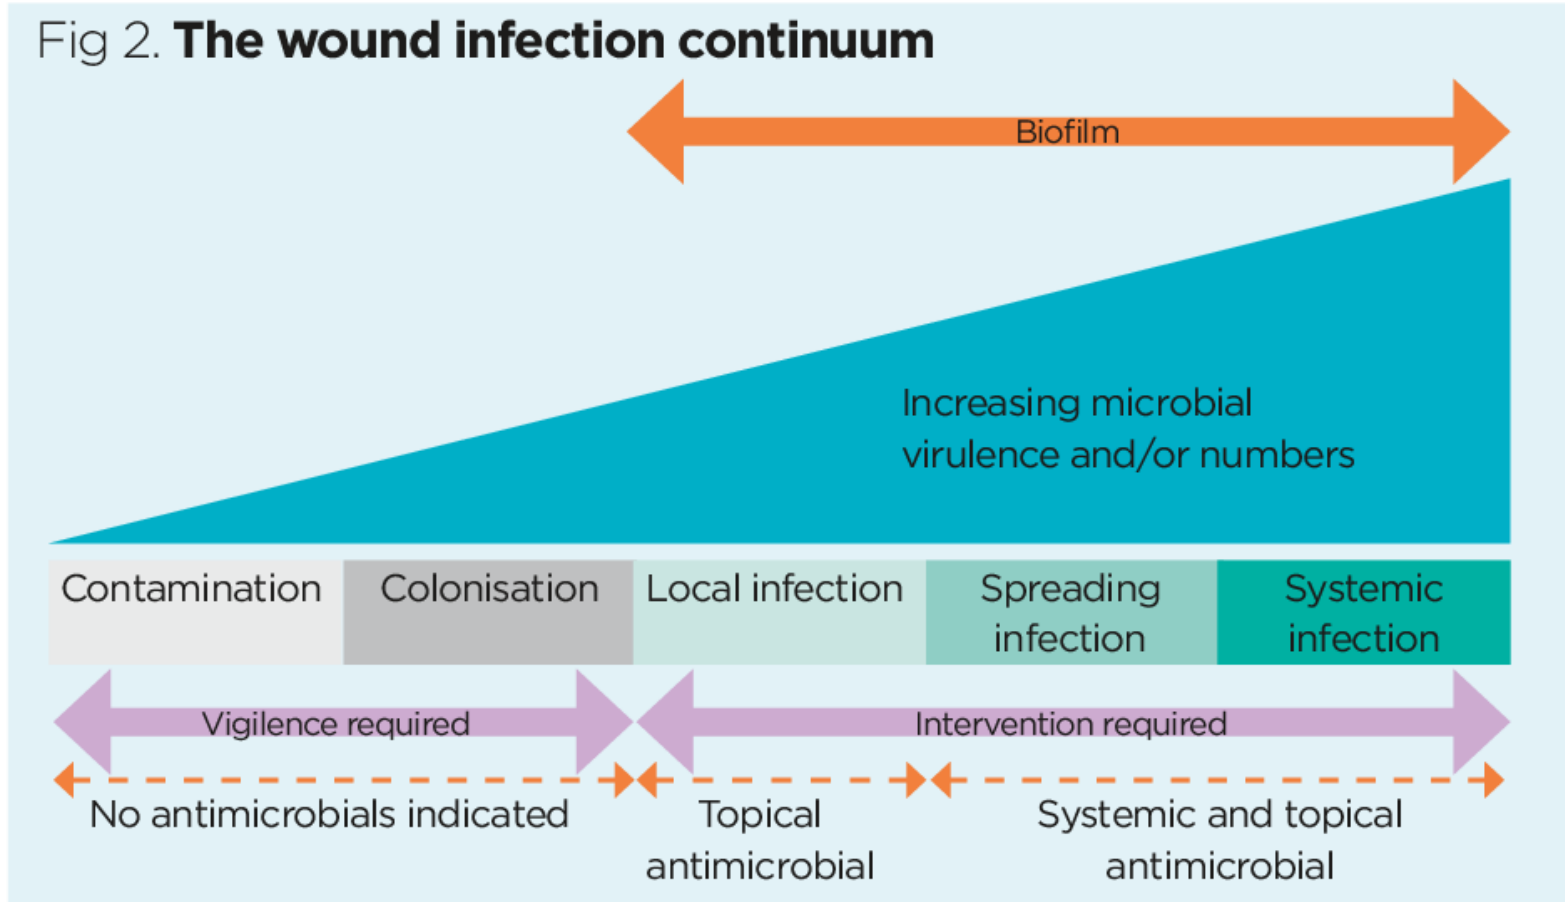 Fig 2. The wound infection continuum
Biofilm
Increasing microbial
virulence and/or numbers
Contamination
Colonisation
Local infection
Spreading
infection
Systemic
infection
Vigilence required
Intervention required
No antimicrobials indicated
Topical
antimicrobial
Systemic and topical
antimicrobial